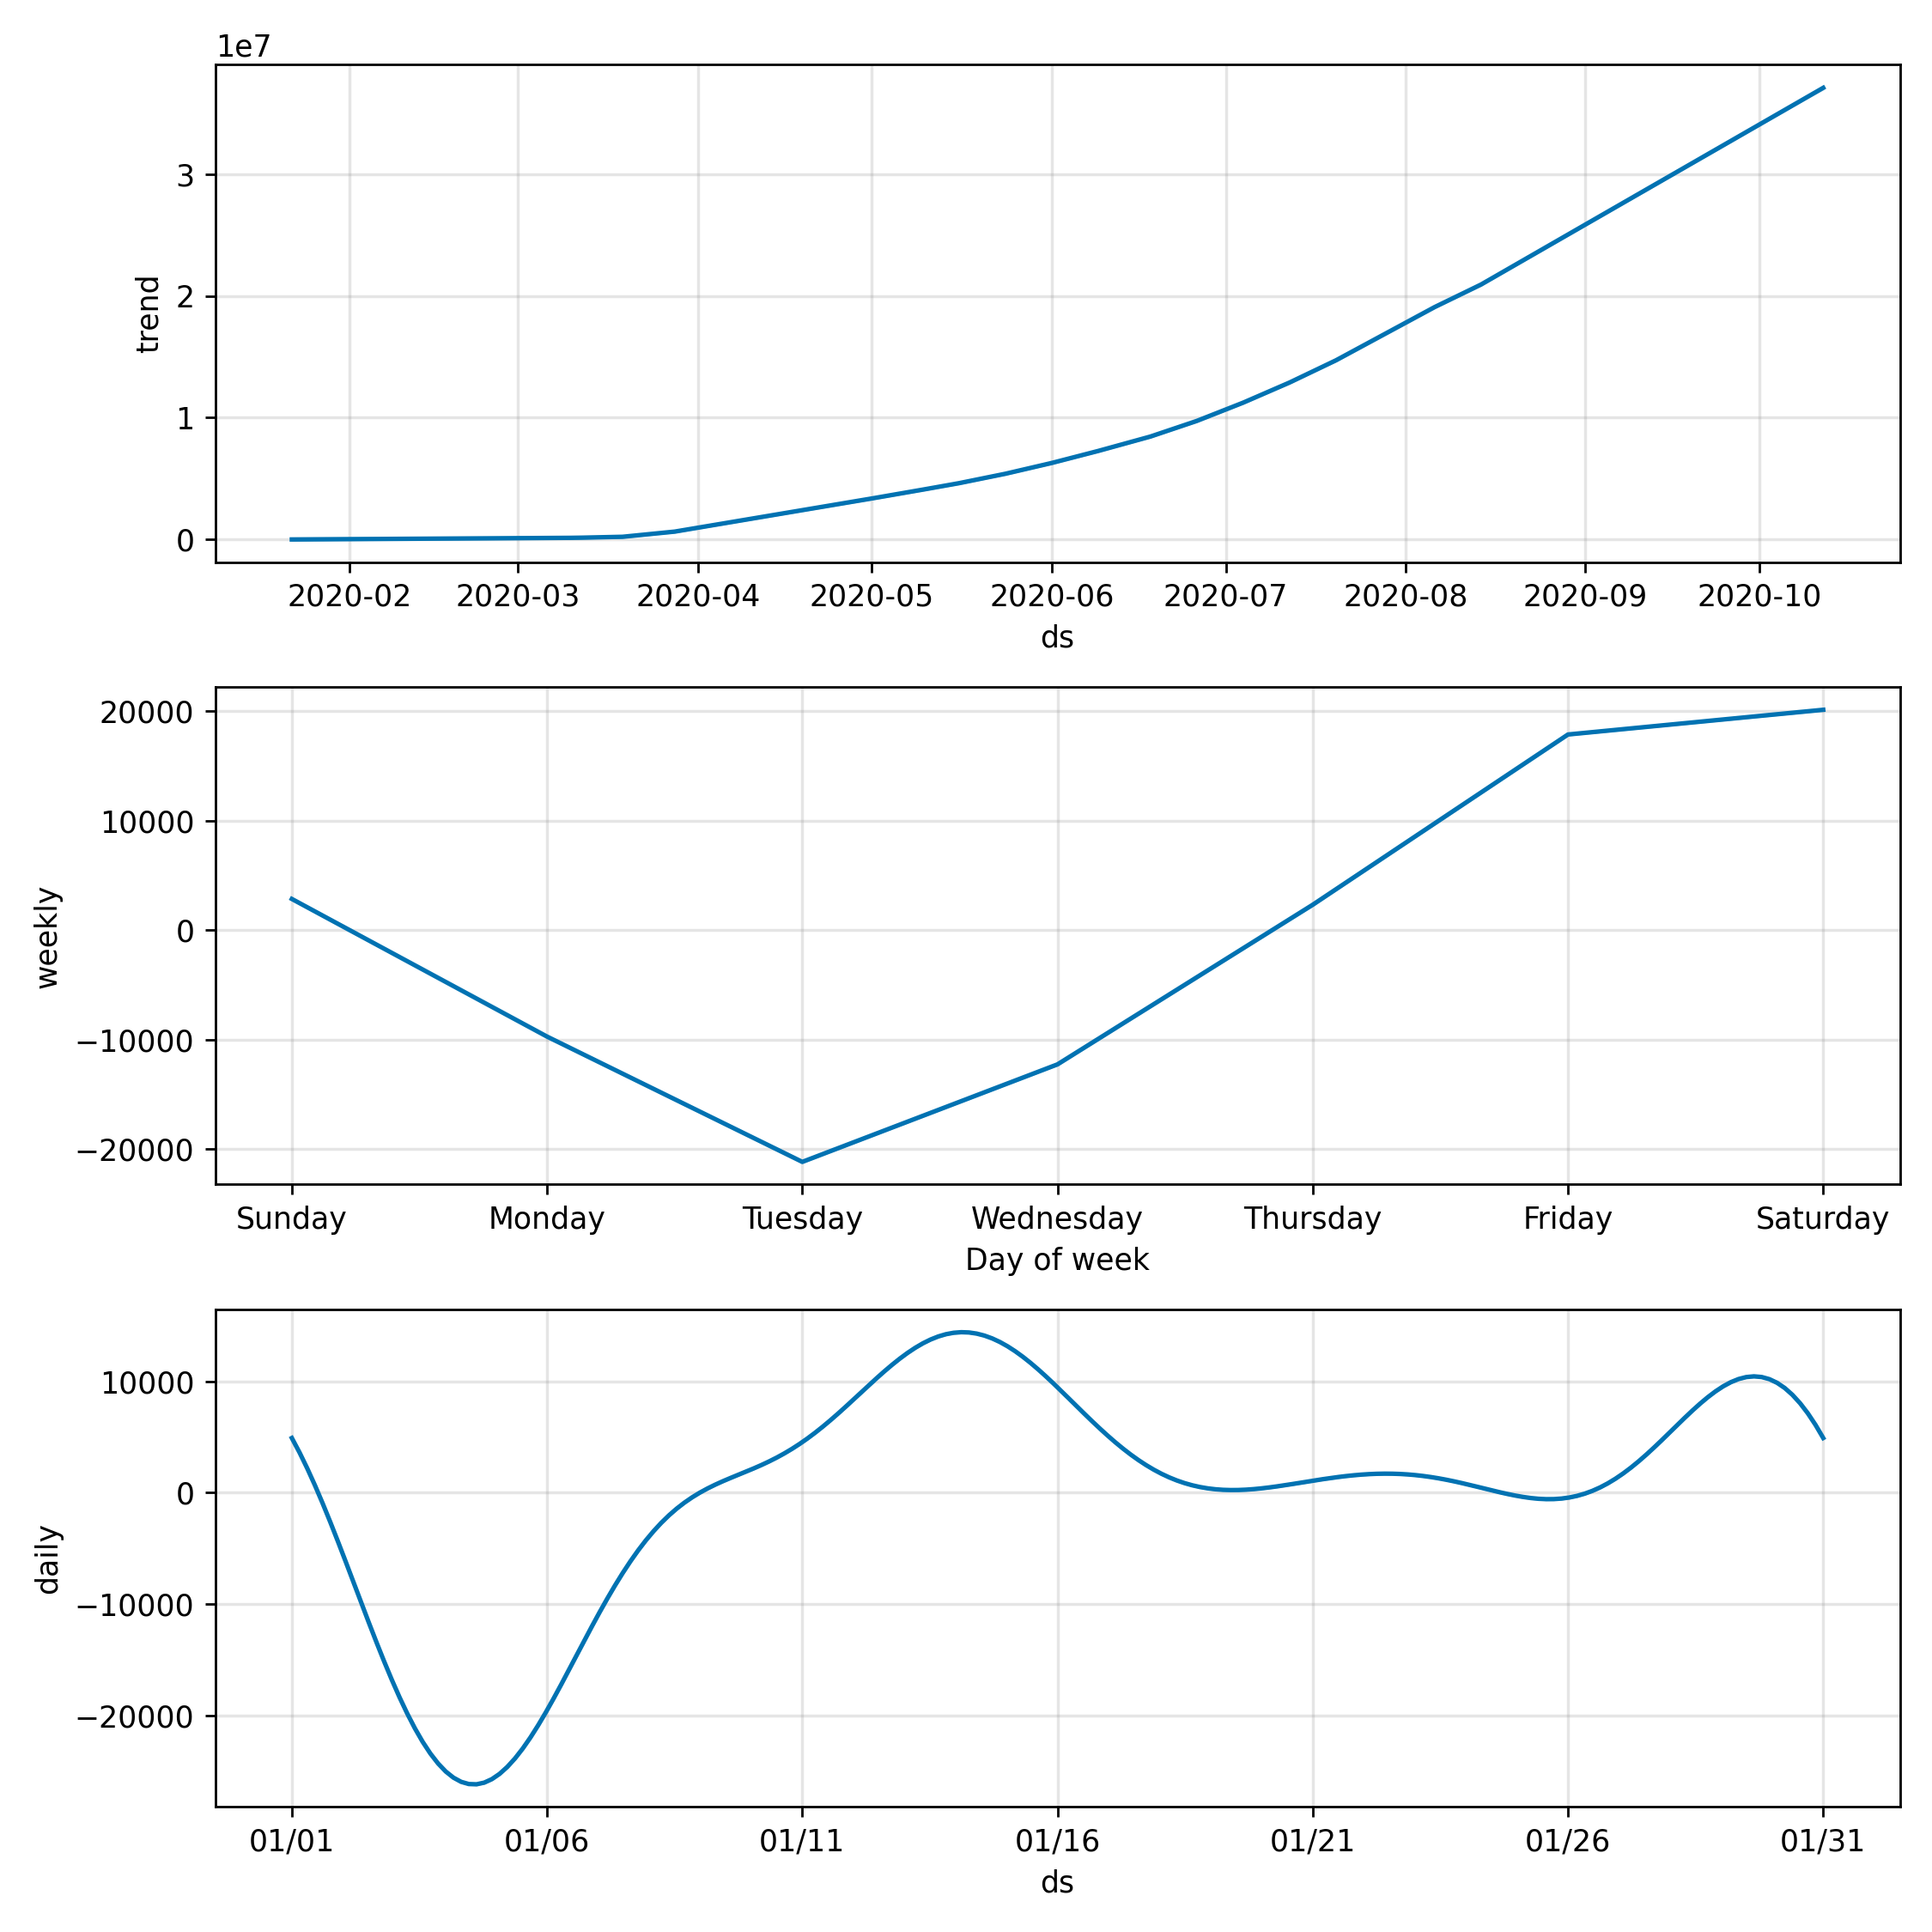 1e7
3
2
1
0
trend
2020-02 2020-03 2020-04 2020-05 2020-06 2020-07 2020-08 2020-09 2020-10
ds
20000
10000
0
−10000
−20000
weekly
Sunday Monday Tuesday Wednesday Thursday Friday Saturday
Day of week
10000
0
−10000
−20000
daily
01/01 01/06 01/11 01/16 01/21 01/26 01/31
ds